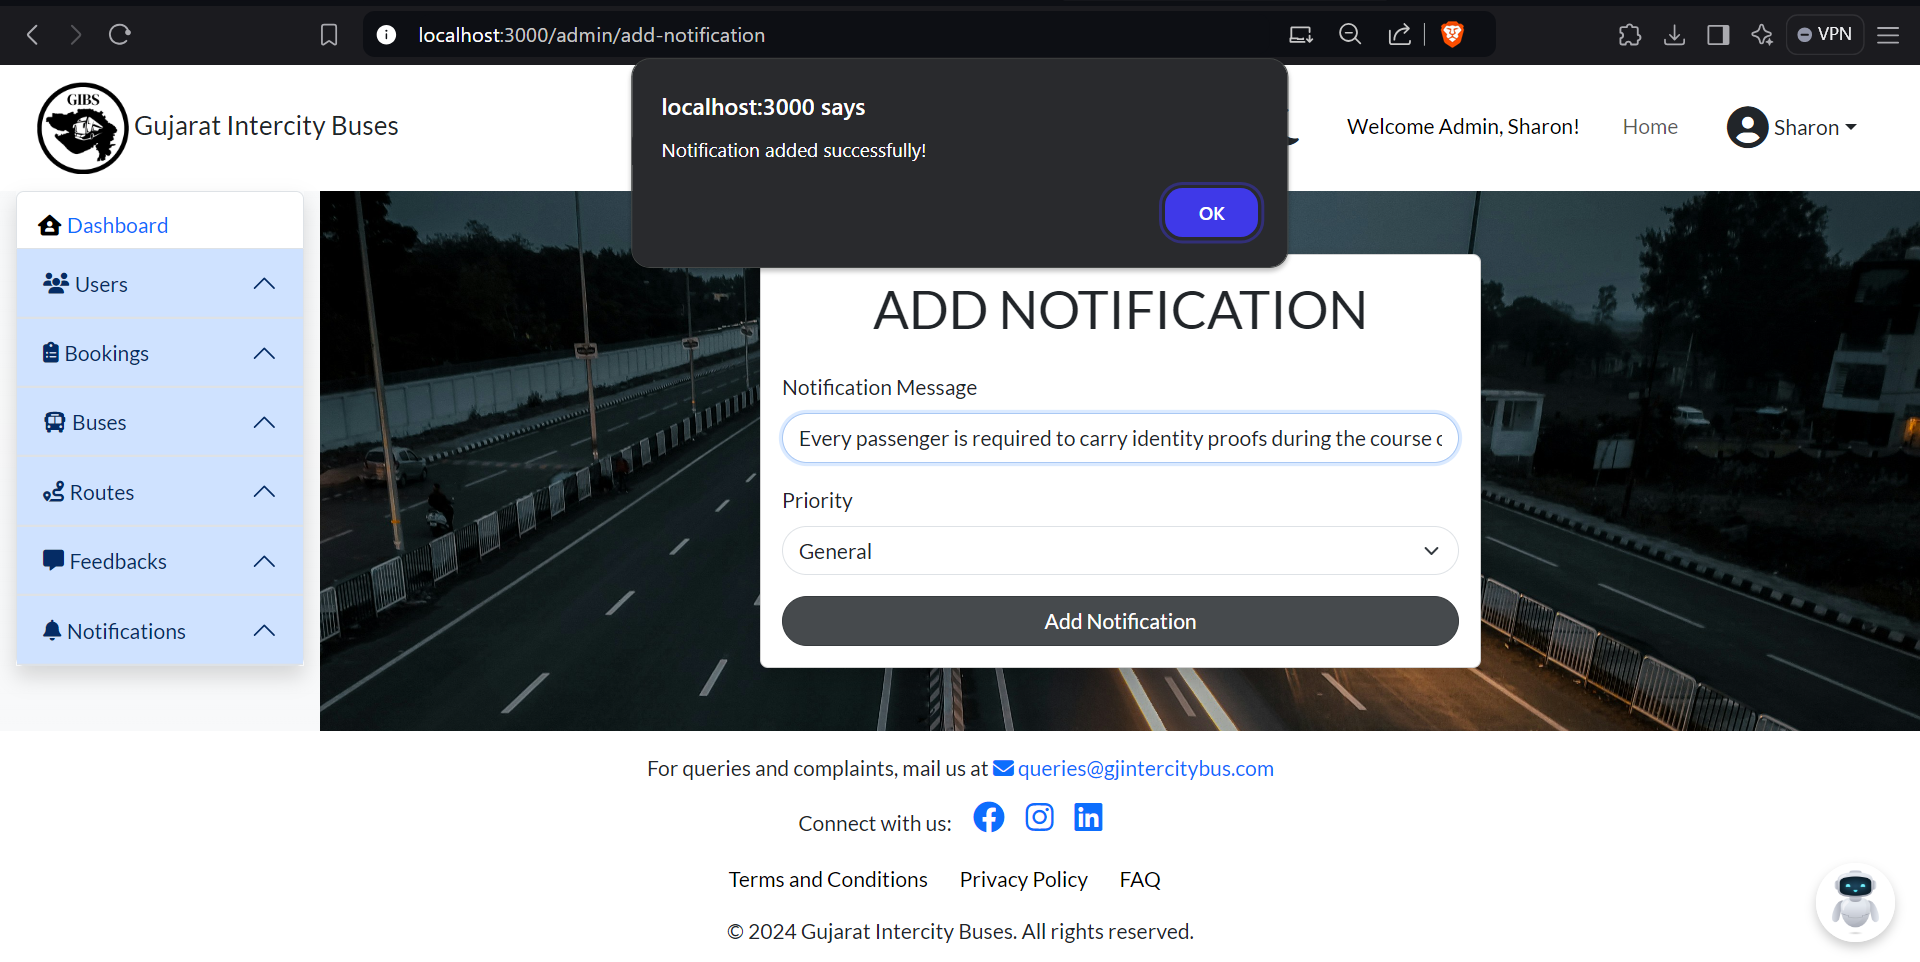 localhost:3000/admin/add-notification
VPN
localhost:3000 says
Notification added successfully!
OK
GIBS
Gujarat Intercity Buses
Welcome Admin, Sharon!
Home
Sharon
Dashboard
Users
Bookings
Buses
Routes
Feedbacks
Notifications
ADD NOTIFICATION
Notification Message
Every passenger is required to carry identity proofs during the course
Priority
General
Add Notification
For queries and complaints, mail us at queries@gjintercitybus.com
Connect with us:
Terms and Conditions Privacy Policy FAQ
© 2024 Gujarat Intercity Buses. All rights reserved.